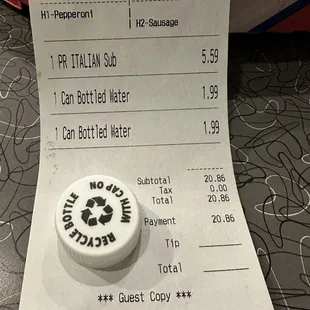 H1-Pepperoni H2-Sausage
1 PR ITALIAN Sub 5.59
1 Can Bottled Water 1.99
1 Can Bottled Water 1.99
Subtotal 20.86
Tax 0.00
Total 20.86
Payment 20.86
Tip
Total
*** Guest Copy ***
RECYCLE BOTTLE
WITH CAP ON